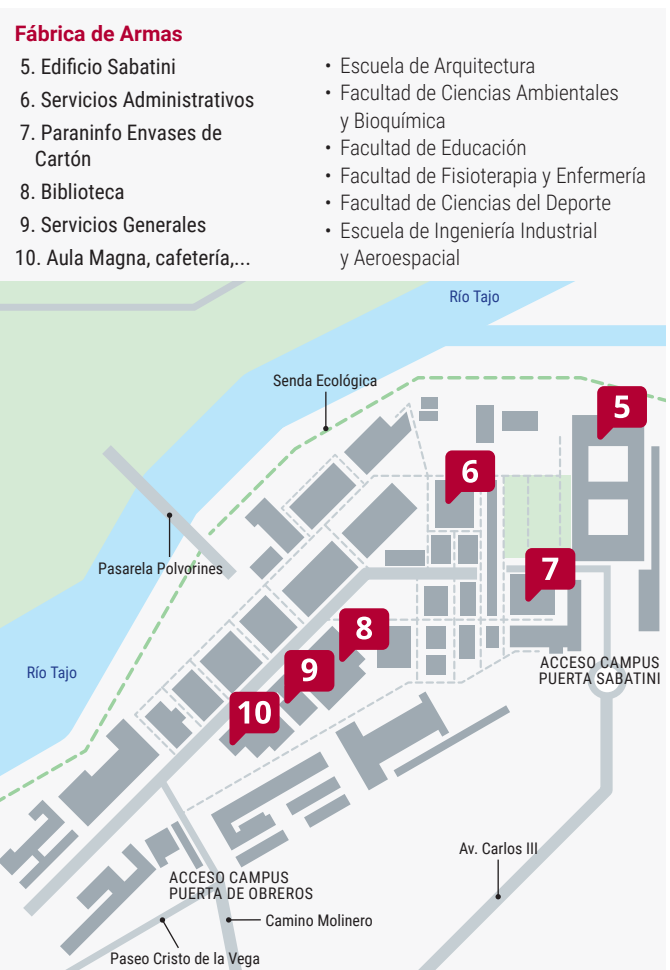 Fábrica de Armas
5. Edificio Sabatini
6. Servicios Administrativos
7. Paraninfo Envases de
Cartón
8. Biblioteca
9. Servicios Generales
10. Aula Magna, cafetería,...
• Escuela de Arquitectura
• Facultad de Ciencias Ambientales
y Bioquímica
• Facultad de Educación
• Facultad de Fisioterapia y Enfermería
• Facultad de Ciencias del Deporte
• Escuela de Ingeniería Industrial
y Aeroespacial
Río Tajo
Senda Ecológica
5
6
Pasarela Polvorines
7
8
Río Tajo
9
ACCESO CAMPUS
PUERTA SABATINI
10
Av. Carlos III
ACCESO CAMPUS
PUERTA DE OBREROS
Camino Molinero
Paseo Cristo de la Vega